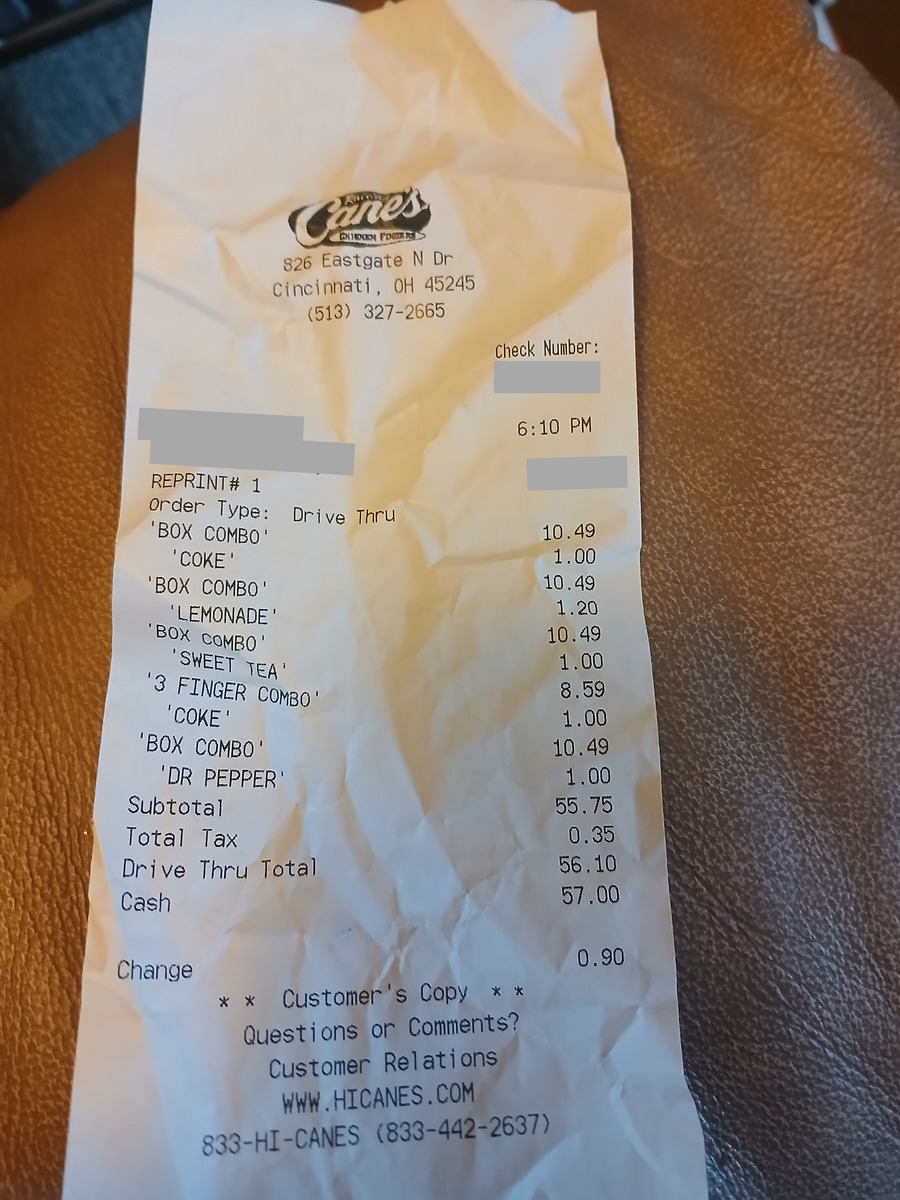 Raising
Cane's
CHICKEN FINGERS
826 Eastgate N Dr
Cincinnati, OH 45245
(513) 327-2665
Check Number:
6:10 PM
REPRINT# 1
Order Type: Drive Thru
'BOX COMBO' 10.49
'COKE' 1.00
'BOX COMBO' 10.49
'LEMONADE' 1.20
'BOX COMBO' 10.49
'SWEET TEA' 1.00
'3 FINGER COMBO' 8.59
'COKE' 1.00
'BOX COMBO' 10.49
'DR PEPPER' 1.00
Subtotal 55.75
Total Tax 0.35
Drive Thru Total 56.10
Cash 57.00
Change 0.90
* * Customer's Copy * *
Questions or Comments?
Customer Relations
WWW.HICANES.COM
833-HI-CANES (833-442-2637)